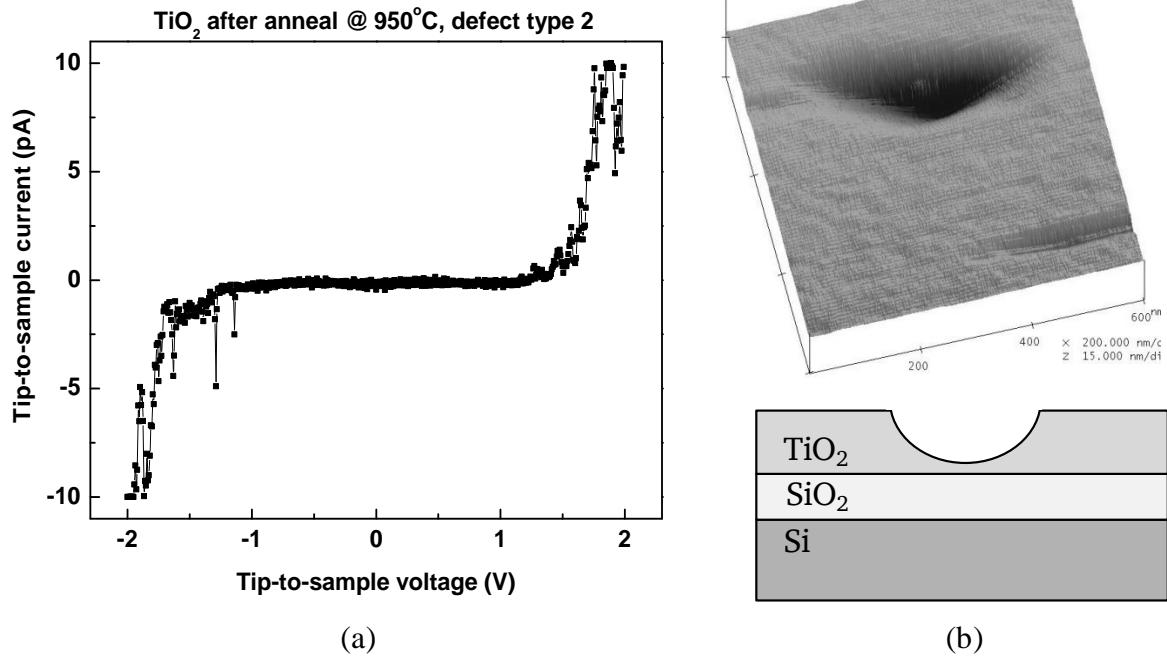 TiO₂ after anneal @ 950°C, defect type 2
10
5
0
-5
-10
Tip-to-sample current (pA)
-2
-1
0
1
2
Tip-to-sample voltage (V)
(a)
200
400
600
nm
X 200.000 nm/
Z 15.000 nm/di
TiO₂
SiO₂
Si
(b)